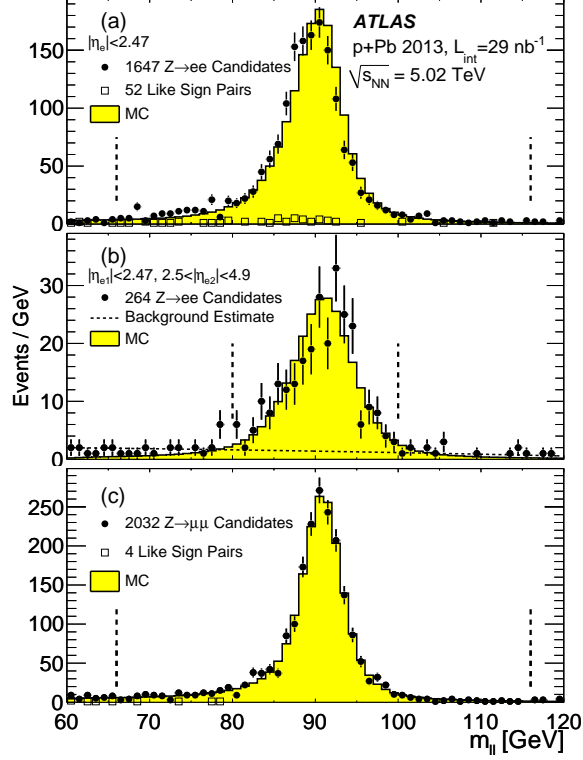 (a)
ATLAS
|η_e|<2.47
p+Pb 2013, L_int=29 nb⁻¹
1647 Z→ee Candidates
√s_NN = 5.02 TeV
52 Like Sign Pairs
MC
150
100
50
0
(b)
|η_e1|<2.47, 2.5<|η_e2|<4.9
264 Z→ee Candidates
Background Estimate
MC
30
20
10
0
Events / GeV
(c)
2032 Z→μμ Candidates
4 Like Sign Pairs
MC
250
200
150
100
50
0
60 70 80 90 100 110 120
m_ll [GeV]